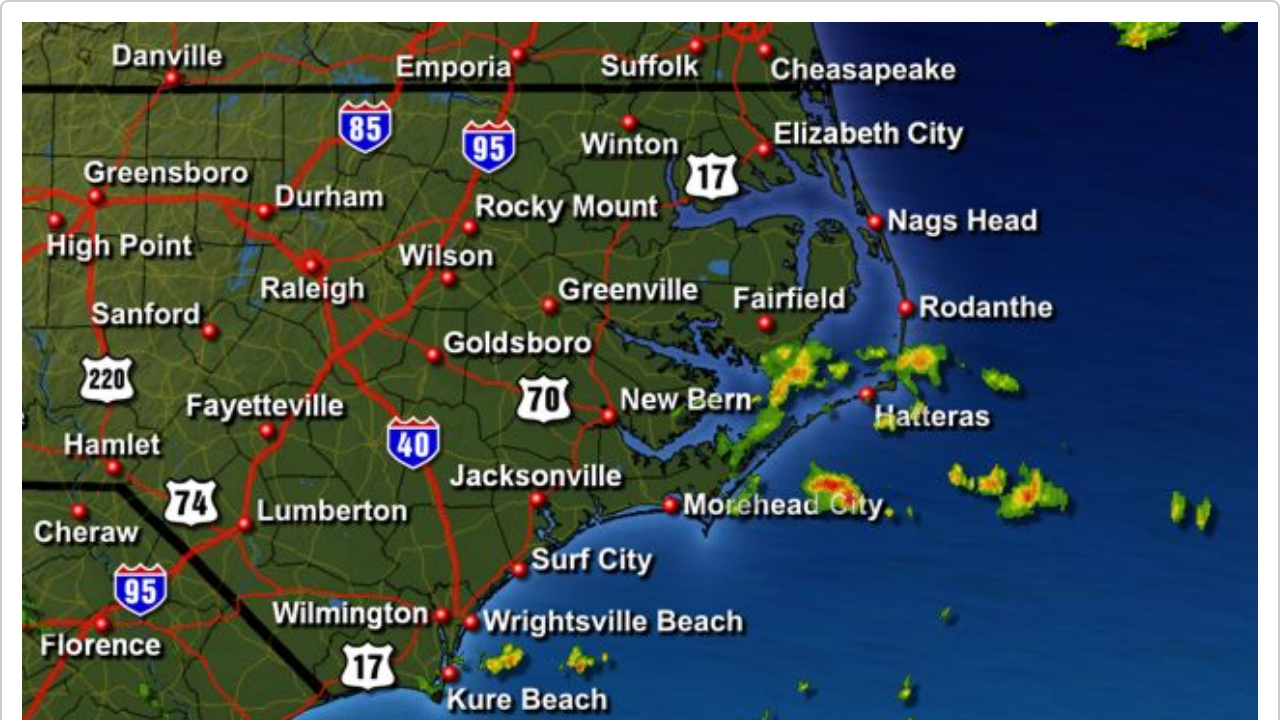 Danville
Emporia
Suffolk
Cheasapeake
85
95
Winton
Elizabeth City
17
Greensboro
Durham
Rocky Mount
Nags Head
High Point
Wilson
Raleigh
Greenville
Fairfield
Rodanthe
Sanford
Goldsboro
220
70
New Bern
Fayetteville
Hatteras
40
Hamlet
Jacksonville
74
Morehead City
Lumberton
Cheraw
Surf City
95
Wilmington
Wrightsville Beach
Florence
17
Kure Beach